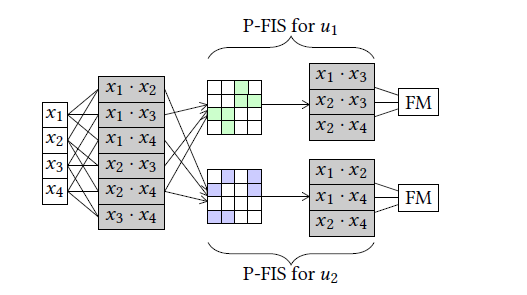 P-FIS for u₁
x₁
x₂
x₃
x₄
x₁ · x₂
x₁ · x₃
x₁ · x₄
x₂ · x₃
x₂ · x₄
x₃ · x₄
x₁ · x₃
x₂ · x₃
x₂ · x₄
FM
x₁ · x₂
x₁ · x₄
x₂ · x₄
FM
P-FIS for u₂